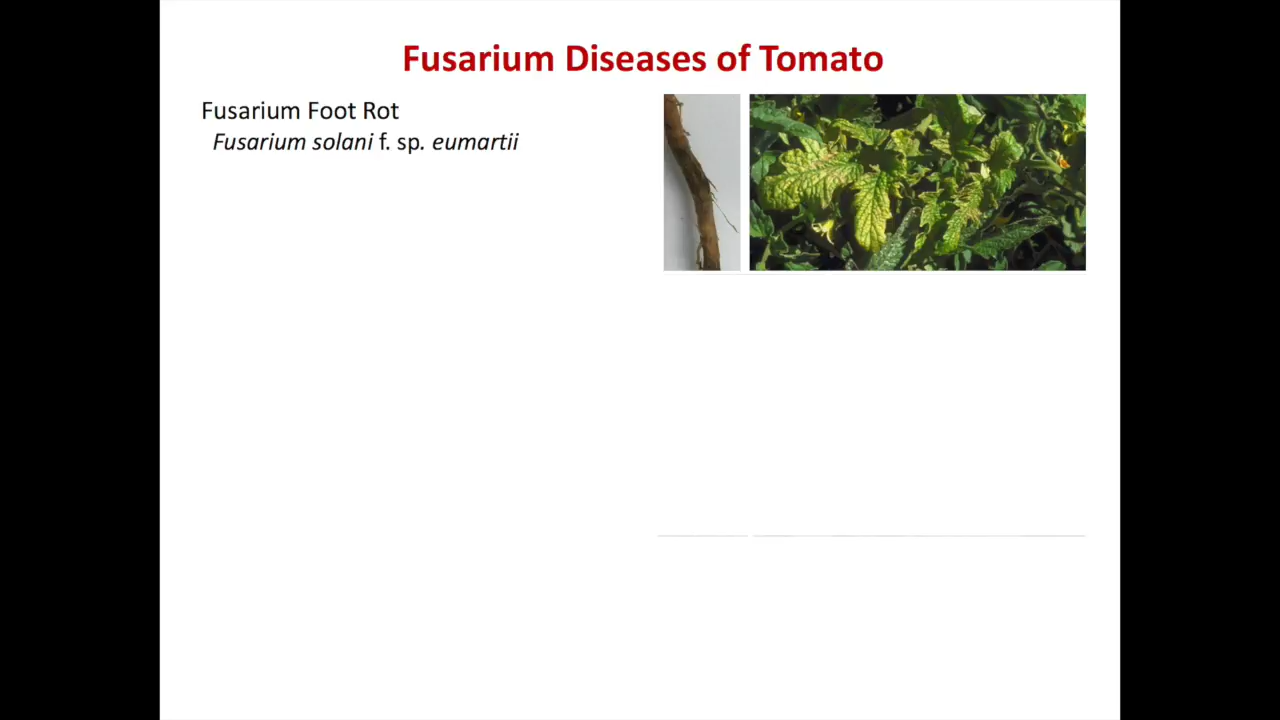 Fusarium Diseases of Tomato
Fusarium Foot Rot
Fusarium solani f. sp. eumartii